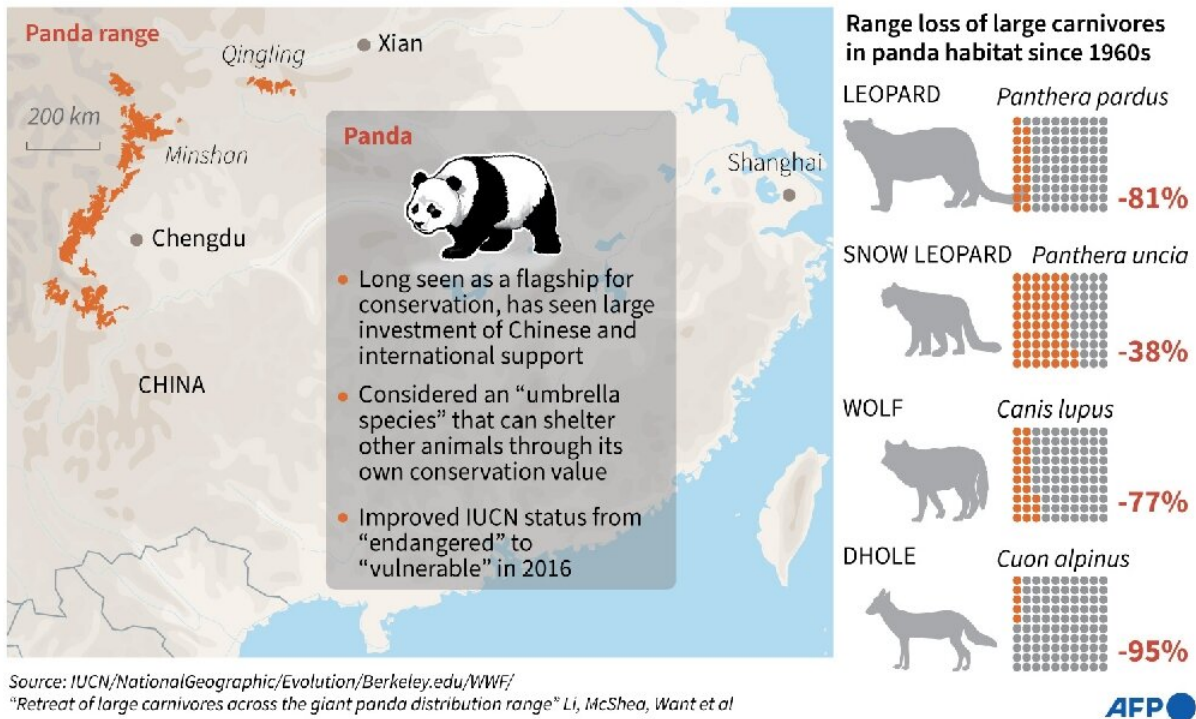 Panda range
Qingling
Xian
200 km
Minshan
Chengdu
Shanghai
CHINA
Panda
• Long seen as a flagship for
conservation, has seen large
investment of Chinese and
international support
• Considered an “umbrella
species” that can shelter
other animals through its
own conservation value
• Improved IUCN status from
“endangered” to
“vulnerable” in 2016
Range loss of large carnivores
in panda habitat since 1960s
LEOPARD Panthera pardus
-81%
SNOW LEOPARD Panthera uncia
-38%
WOLF Canis lupus
-77%
DHOLE Cuon alpinus
-95%
Source: IUCN/NationalGeographic/Evolution/Berkeley.edu/WWF/
“Retreat of large carnivores across the giant panda distribution range” Li, McShea, Want et al
AFP